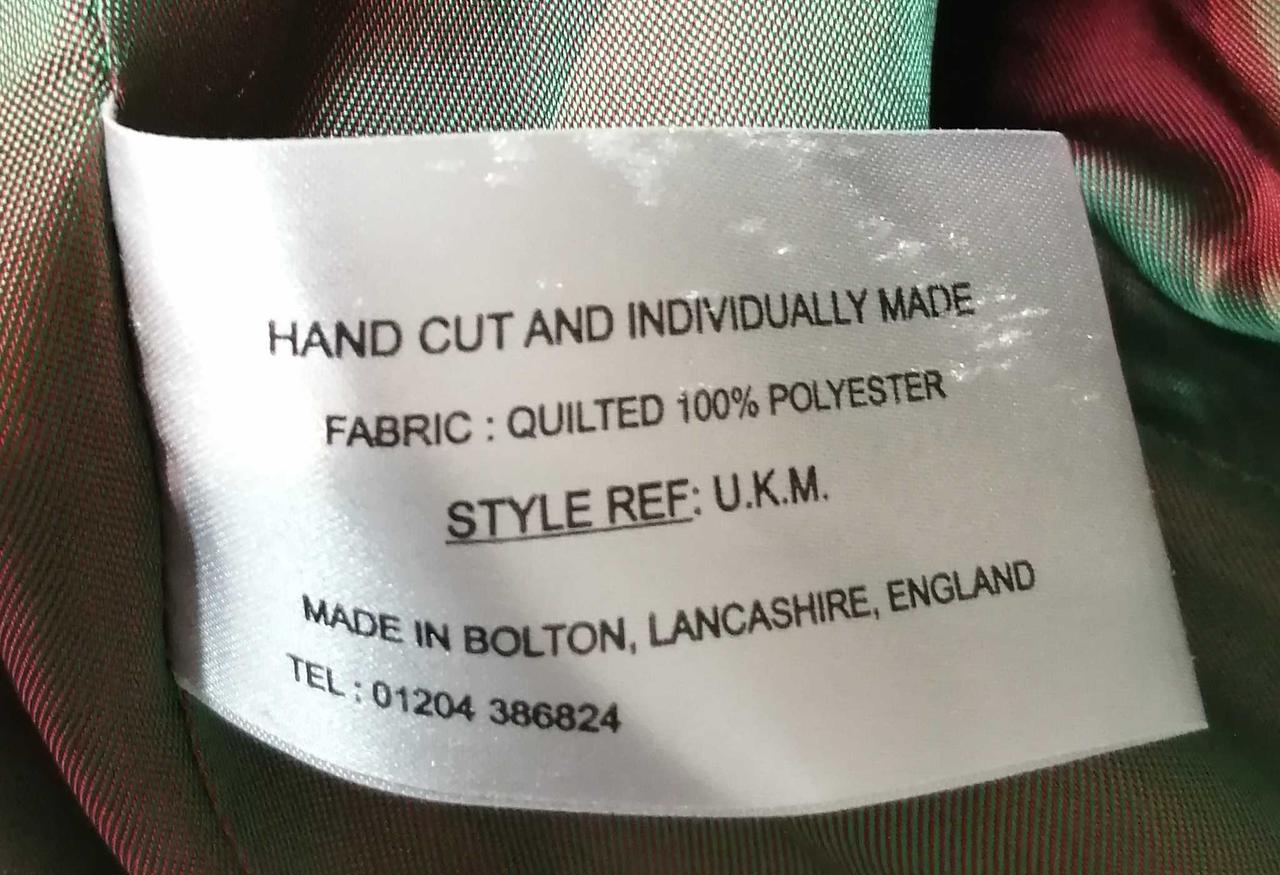 HAND CUT AND INDIVIDUALLY MADE
FABRIC : QUILTED 100% POLYESTER
STYLE REF: U.K.M.
MADE IN BOLTON, LANCASHIRE, ENGLAND
TEL : 01204 386824